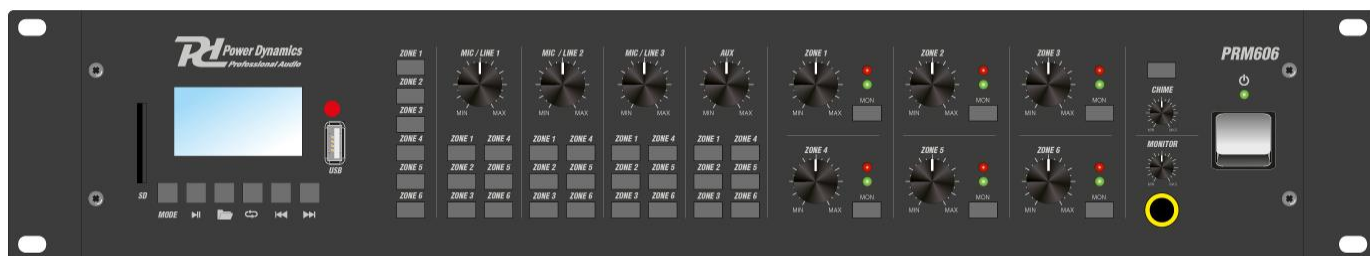 Power Dynamics
Professional Audio
SD
USB
MODE
ZONE 1
ZONE 2
ZONE 3
ZONE 4
ZONE 5
ZONE 6
MIC / LINE 1
MIN MAX
ZONE 1 ZONE 4
ZONE 2 ZONE 5
ZONE 3 ZONE 6
MIC / LINE 2
MIN MAX
ZONE 1 ZONE 4
ZONE 2 ZONE 5
ZONE 3 ZONE 6
MIC / LINE 3
MIN MAX
ZONE 1 ZONE 4
ZONE 2 ZONE 5
ZONE 3 ZONE 6
AUX
MIN MAX
ZONE 1 ZONE 4
ZONE 2 ZONE 5
ZONE 3 ZONE 6
ZONE 1
MON
MIN MAX
ZONE 2
MON
MIN MAX
ZONE 3
MON
MIN MAX
ZONE 4
MON
MIN MAX
ZONE 5
MON
MIN MAX
ZONE 6
MON
MIN MAX
CHIME
MONITOR
PRM606